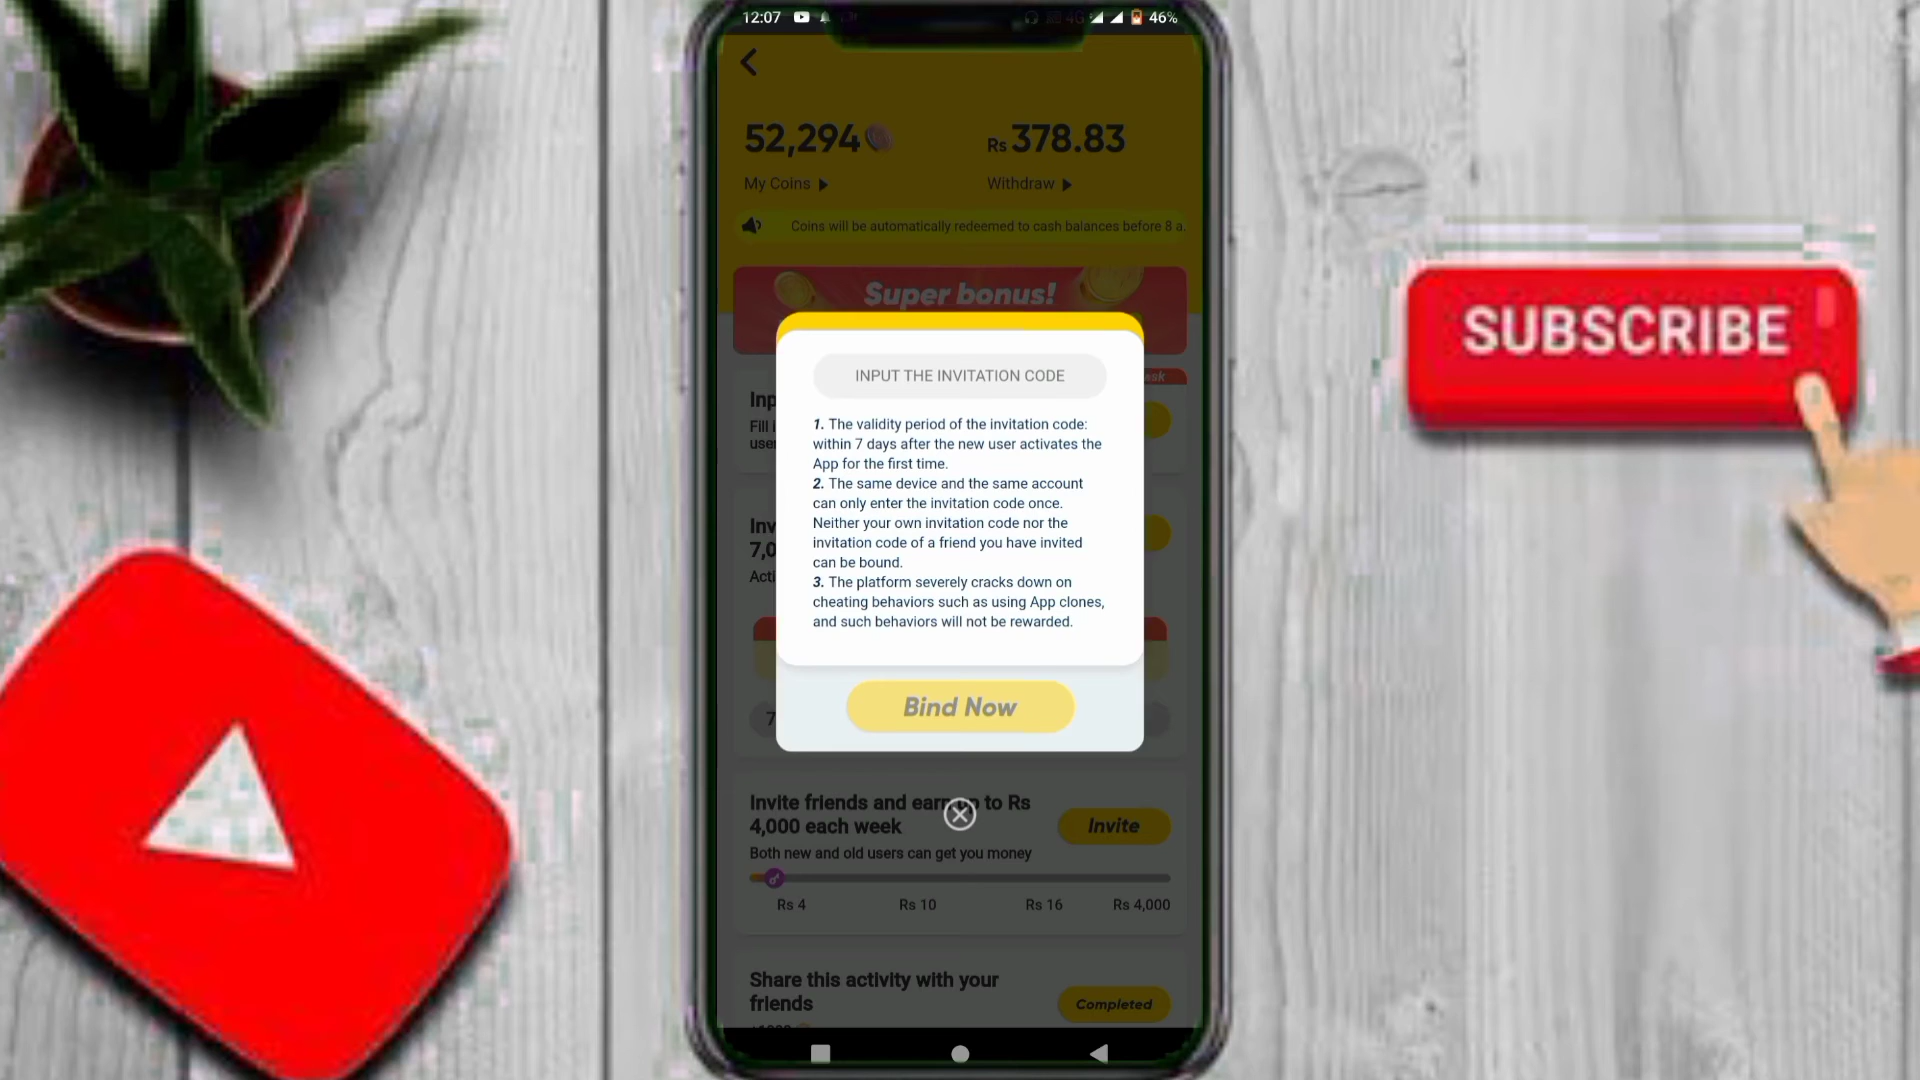 12:07
4G
46%
52,294
Rs 378.83
My Coins
Withdraw
Coins will be automatically redeemed to cash balances before 8 a.
Super bonus!
INPUT THE INVITATION CODE
1. The validity period of the invitation code:
within 7 days after the new user activates the
App for the first time.
2. The same device and the same account
can only enter the invitation code once.
Neither your own invitation code nor the
invitation code of a friend you have invited
can be bound.
3. The platform severely cracks down on
cheating behaviors such as using App clones,
and such behaviors will not be rewarded.
Bind Now
Invite friends and earn up to Rs
4,000 each week
Invite
Both new and old users can get you money
Rs 4
Rs 10
Rs 16
Rs 4,000
Share this activity with your
friends
Completed
SUBSCRIBE